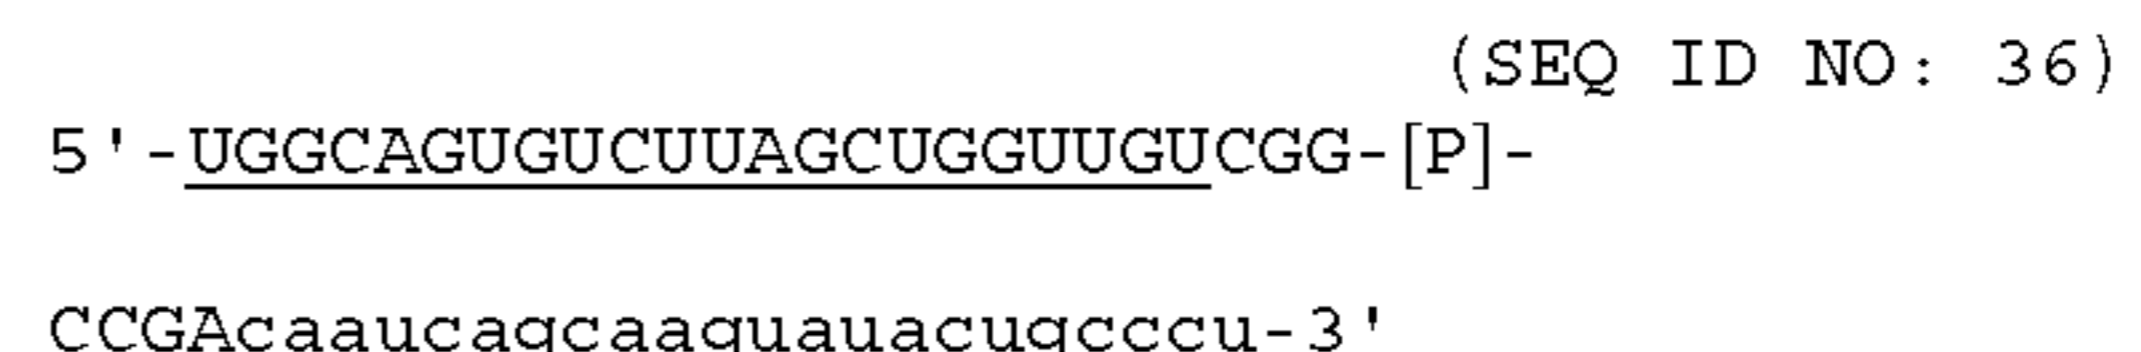 (SEQ ID NO: 36)
5'-UGGCAGUGUCUUAGCUGGUUGUCGG-[P]-
CCGAcaaucagcaaguauacugcccu-3'